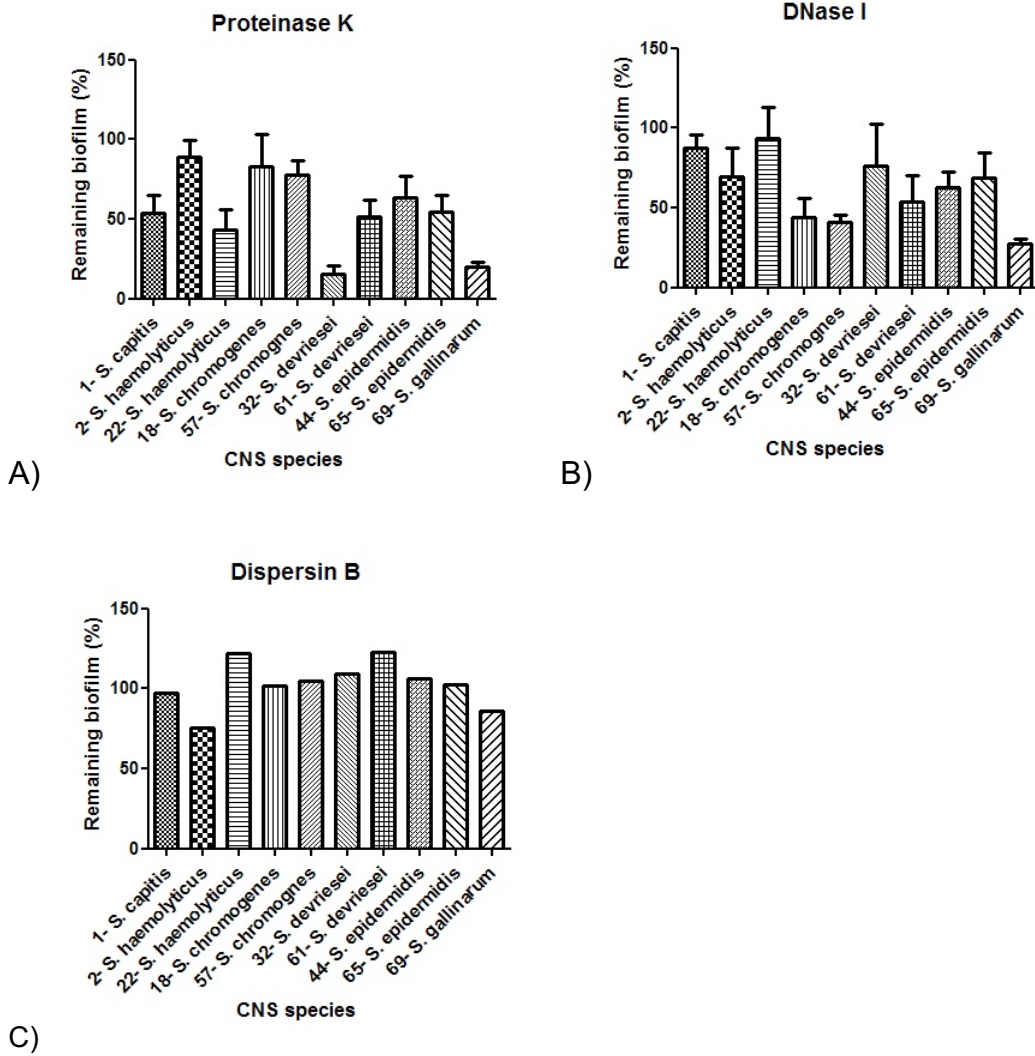 Proteinase K
Remaining biofilm (%)
150
100
50
0
1- S. capitis
2- S. haemolyticus
22- S. haemolyticus
18- S. chromogenes
57- S. chromognes
32- S. devriesei
61- S. devriesei
44- S. epidermidis
65- S. epidermidis
69- S. gallinarum
CNS species
A)
DNase I
Remaining biofilm (%)
150
100
50
0
1- S. capitis
2- S. haemolyticus
22- S. haemolyticus
18- S. chromogenes
57- S. chromognes
32- S. devriesei
61- S. devriesei
44- S. epidermidis
65- S. epidermidis
69- S. gallinarum
CNS species
B)
Dispersin B
Remaining biofilm (%)
150
100
50
0
1- S. capitis
2- S. haemolyticus
22- S. haemolyticus
18- S. chromogenes
57- S. chromognes
32- S. devriesei
61- S. devriesei
44- S. epidermidis
65- S. epidermidis
69- S. gallinarum
CNS species
C)